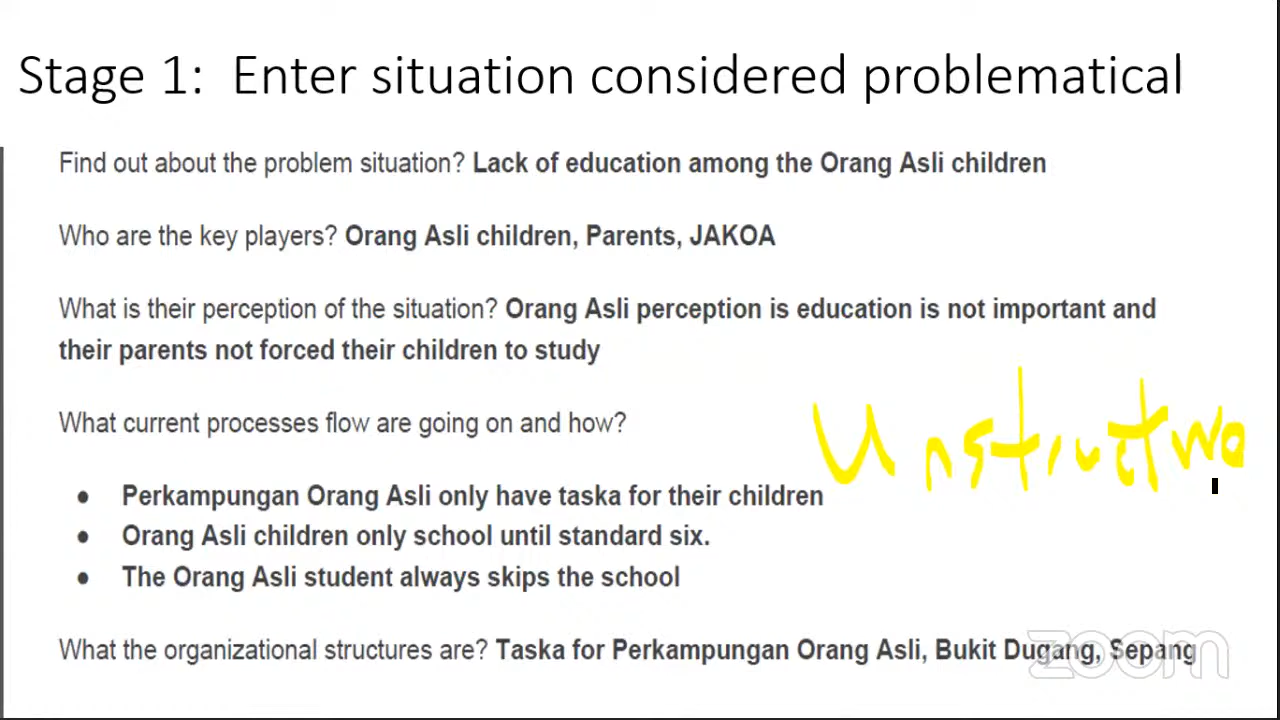 Stage 1: Enter situation considered problematical
Find out about the problem situation? Lack of education among the Orang Asli children
Who are the key players? Orang Asli children, Parents, JAKOA
What is their perception of the situation? Orang Asli perception is education is not important and
their parents not forced their children to study
What current processes flow are going on and how?
• Perkampungan Orang Asli only have taska for their children
• Orang Asli children only school until standard six.
• The Orang Asli student always skips the school
What the organizational structures are? Taska for Perkampungan Orang Asli, Bukit Dugang, Sepang
zoom